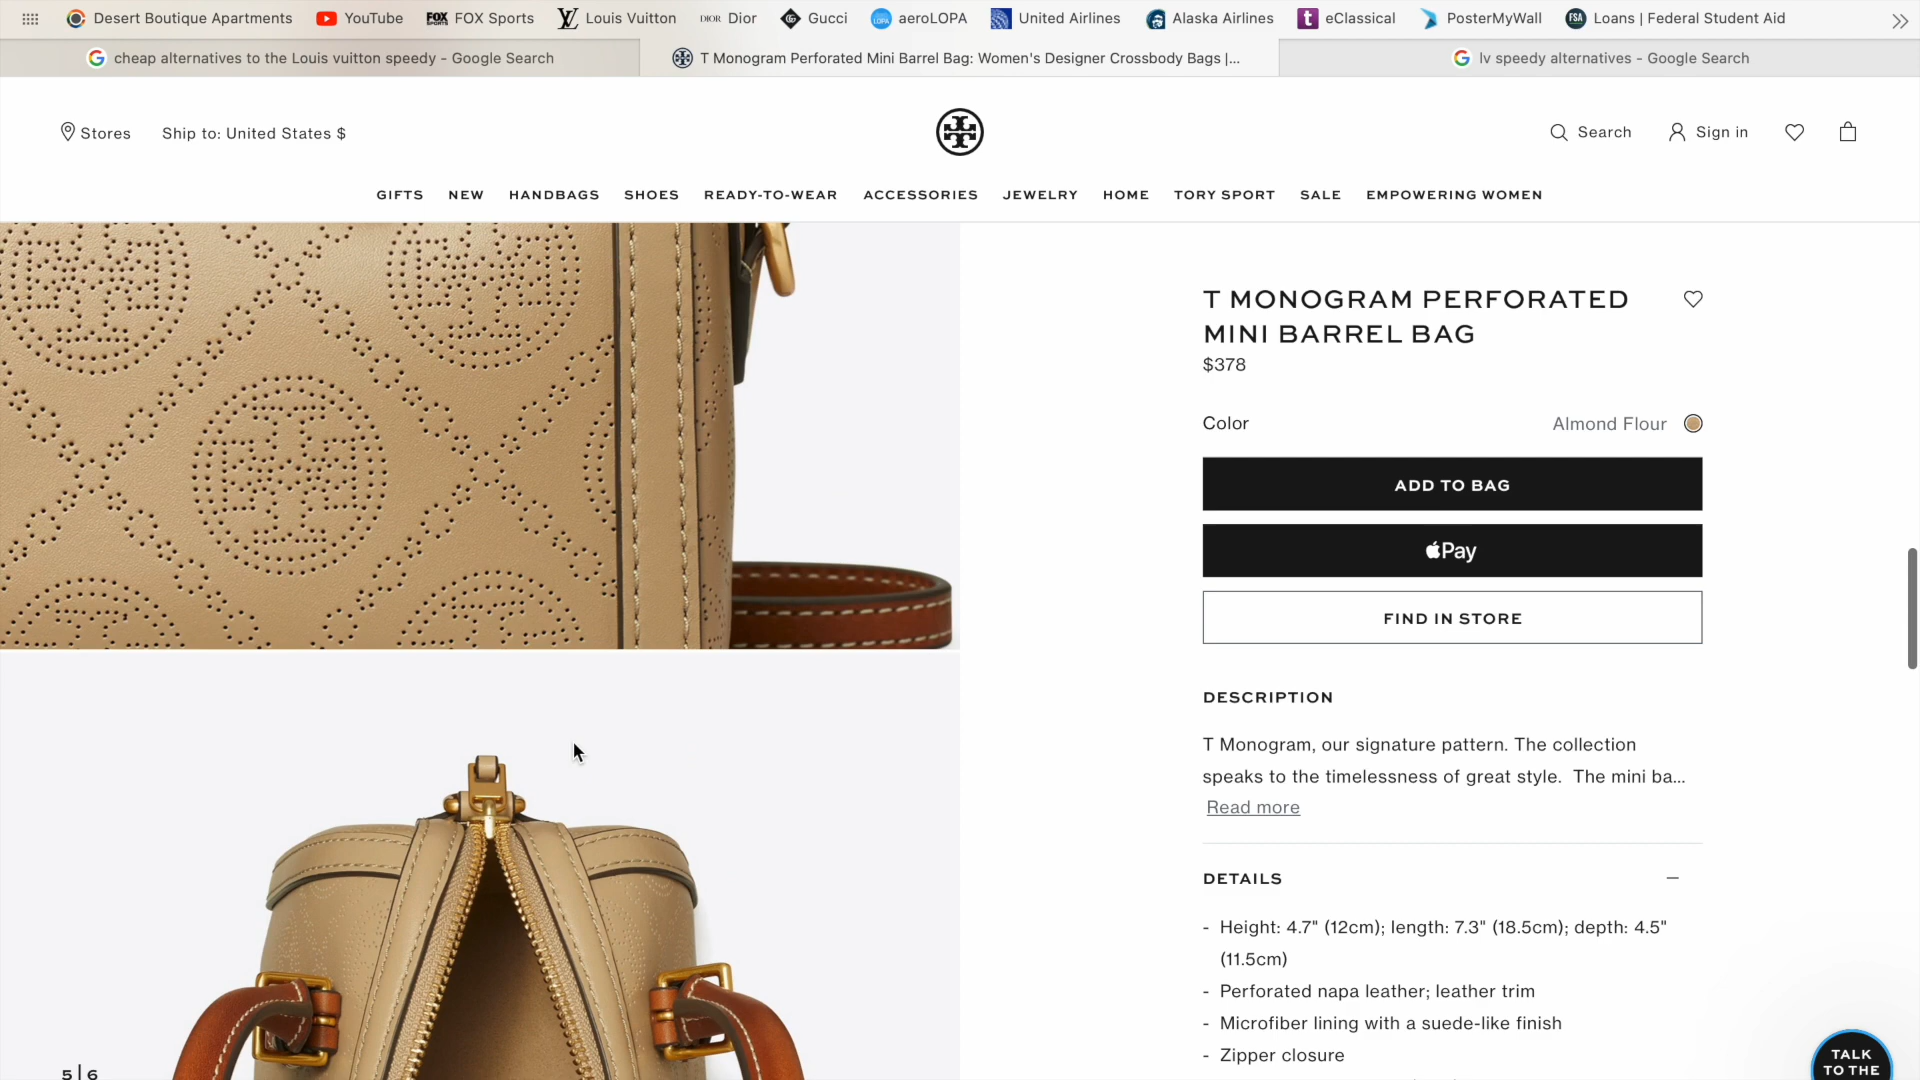 Desert Boutique Apartments YouTube FOX SPORTS FOX Sports LV Louis Vuitton DIOR Dior Gucci LOPA aeroLOPA United Airlines Alaska Airlines t eClassical PosterMyWall FSA Loans | Federal Student Aid
cheap alternatives to the Louis vuitton speedy - Google Search T Monogram Perforated Mini Barrel Bag: Women's Designer Crossbody Bags |... lv speedy alternatives - Google Search
Stores Ship to: United States $ Search Sign in
GIFTS NEW HANDBAGS SHOES READY-TO-WEAR ACCESSORIES JEWELRY HOME TORY SPORT SALE EMPOWERING WOMEN
T MONOGRAM PERFORATED
MINI BARREL BAG
$378
Color Almond Flour
ADD TO BAG
Pay
FIND IN STORE
DESCRIPTION
T Monogram, our signature pattern. The collection
speaks to the timelessness of great style. The mini ba...
Read more
DETAILS
- Height: 4.7" (12cm); length: 7.3" (18.5cm); depth: 4.5"
(11.5cm)
- Perforated napa leather; leather trim
- Microfiber lining with a suede-like finish
- Zipper closure
5|6
TALK
TO THE